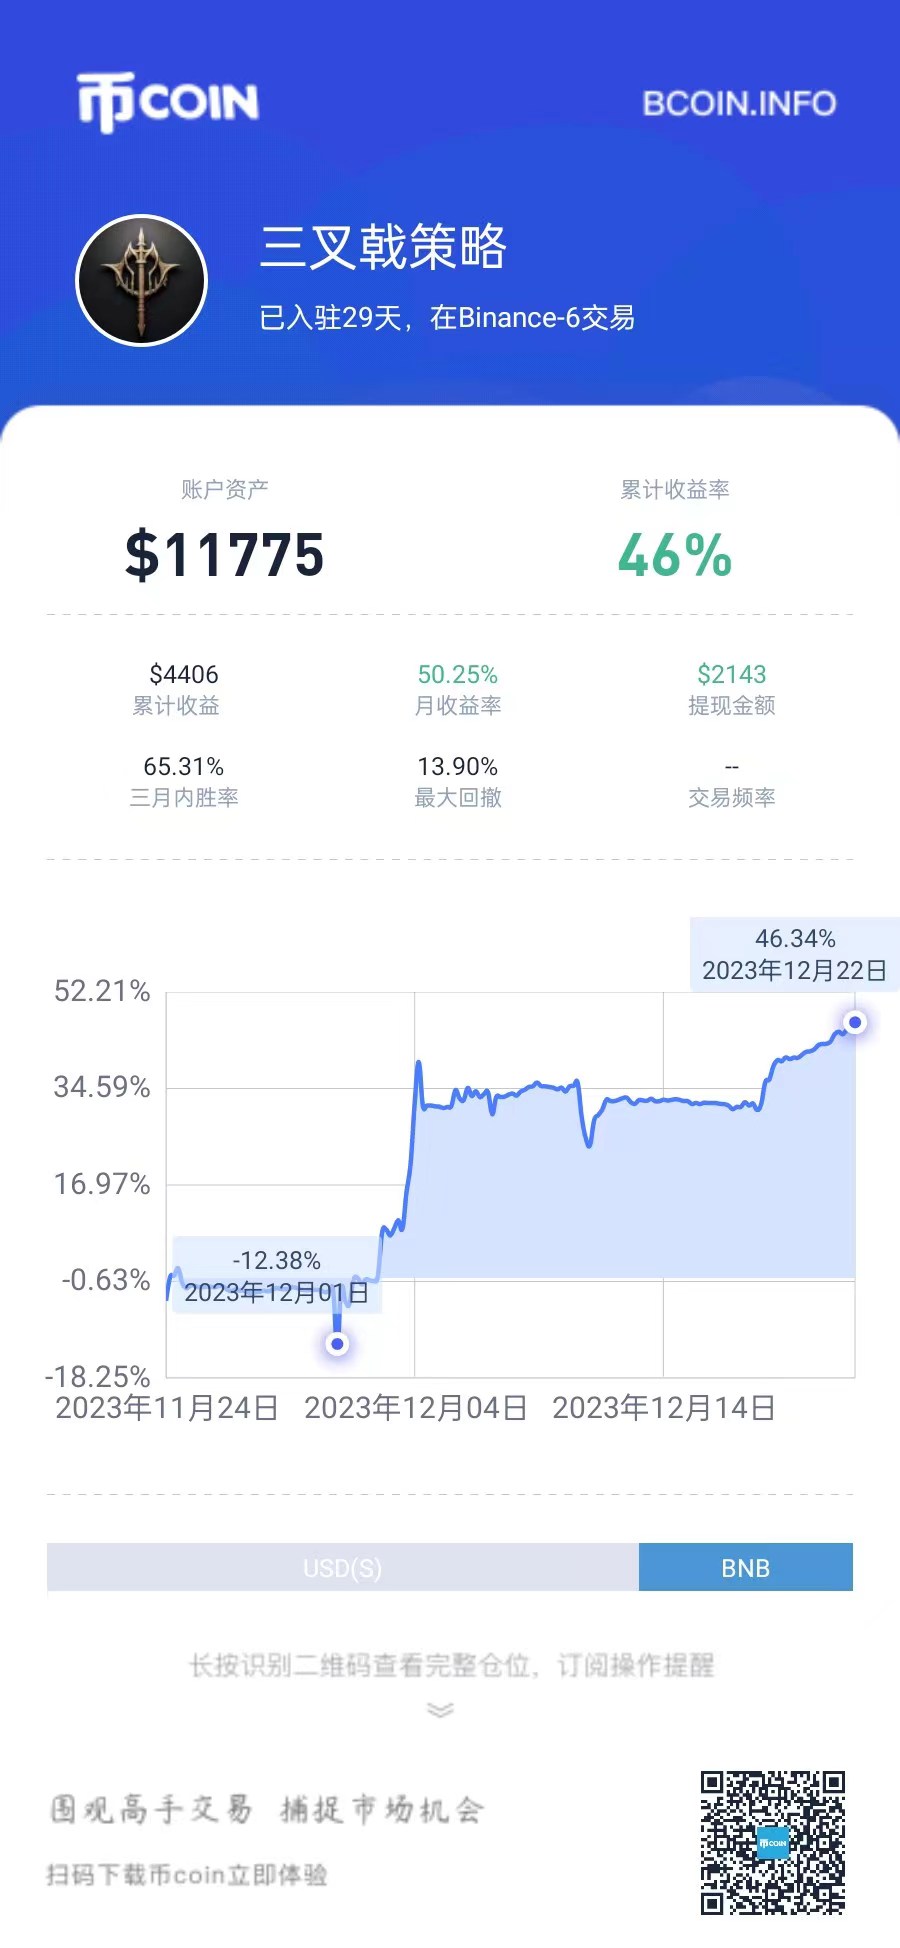 币COIN
BCOIN.INFO
三叉戟策略
已入驻29天，在Binance-6交易
账户资产
累计收益率
$11775
46%
$4406
50.25%
$2143
累计收益
月收益率
提现金额
65.31%
13.90%
--
三月内胜率
最大回撤
交易频率
46.34%
2023年12月22日
52.21%
34.59%
16.97%
-12.38%
2023年12月01日
-0.63%
-18.25%
2023年11月24日
2023年12月04日
2023年12月14日
USD(S)
BNB
长按识别二维码查看完整仓位，订阅操作提醒
围观高手交易 捕捉市场机会
币COIN
扫码下载币coin立即体验